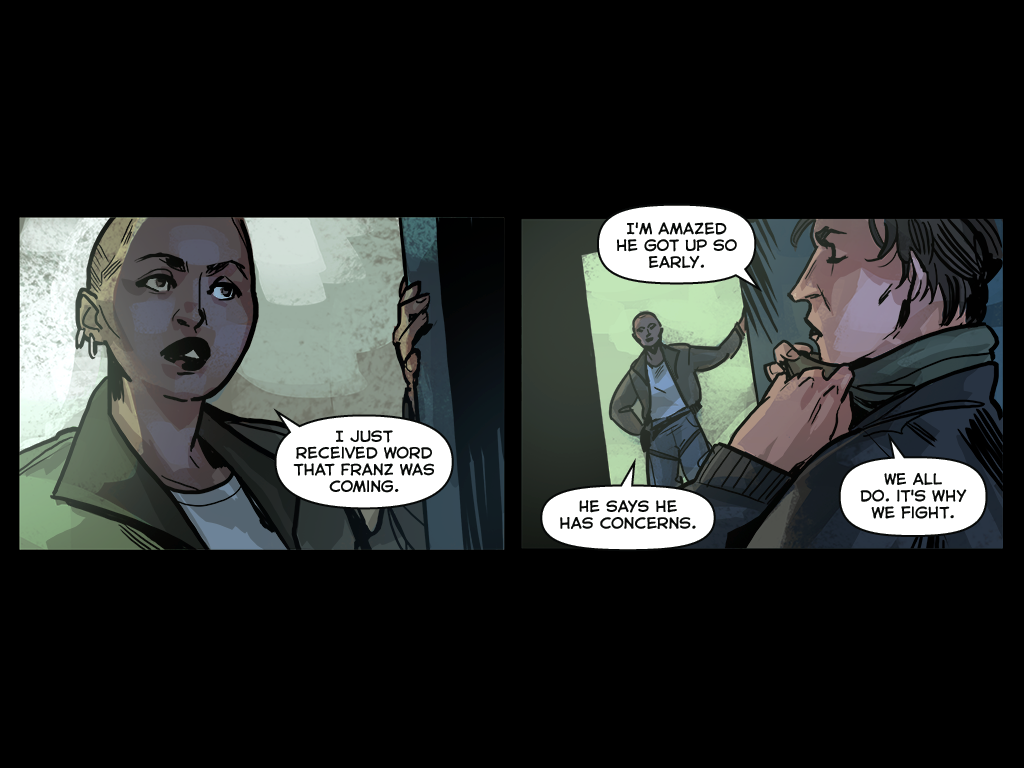 I JUST
RECEIVED WORD
THAT FRANZ WAS
COMING.
I'M AMAZED
HE GOT UP SO
EARLY.
HE SAYS HE
HAS CONCERNS.
WE ALL
DO. IT'S WHY
WE FIGHT.